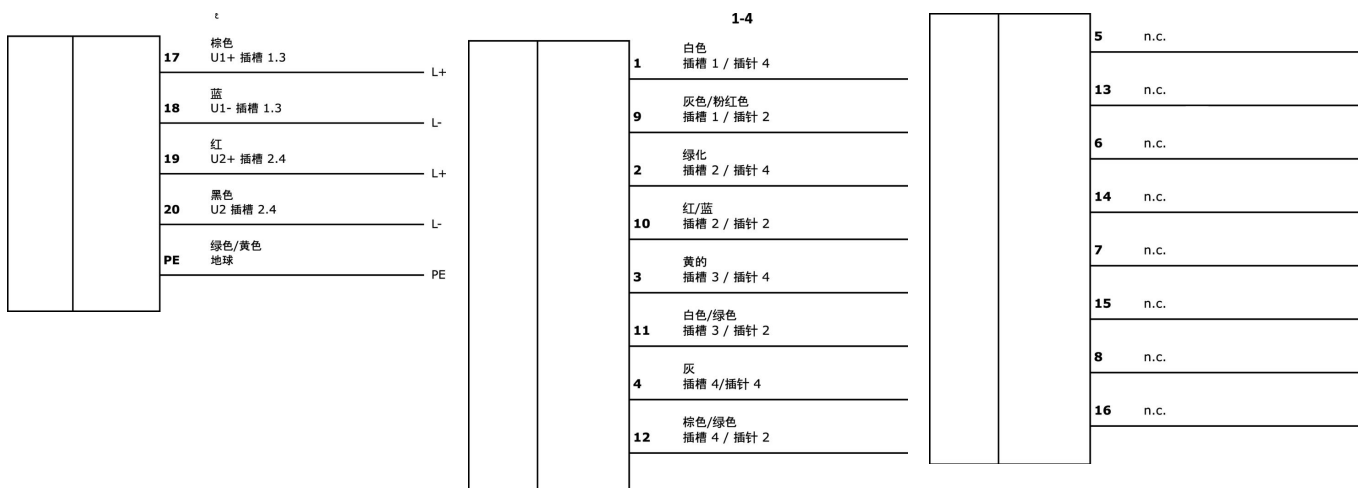 ε
17
棕色
U1+ 插槽 1.3
L+
18
蓝
U1- 插槽 1.3
L-
19
红
U2+ 插槽 2.4
L+
20
黑色
U2 插槽 2.4
L-
PE
绿色/黄色
地球
PE
1-4
1
白色
插槽 1 / 插针 4
9
灰色/粉红色
插槽 1 / 插针 2
2
绿化
插槽 2 / 插针 4
10
红/蓝
插槽 2 / 插针 2
3
黄的
插槽 3 / 插针 4
11
白色/绿色
插槽 3 / 插针 2
4
灰
插槽 4/插针 4
12
棕色/绿色
插槽 4 / 插针 2
5 n.c.
13 n.c.
6 n.c.
14 n.c.
7 n.c.
15 n.c.
8 n.c.
16 n.c.